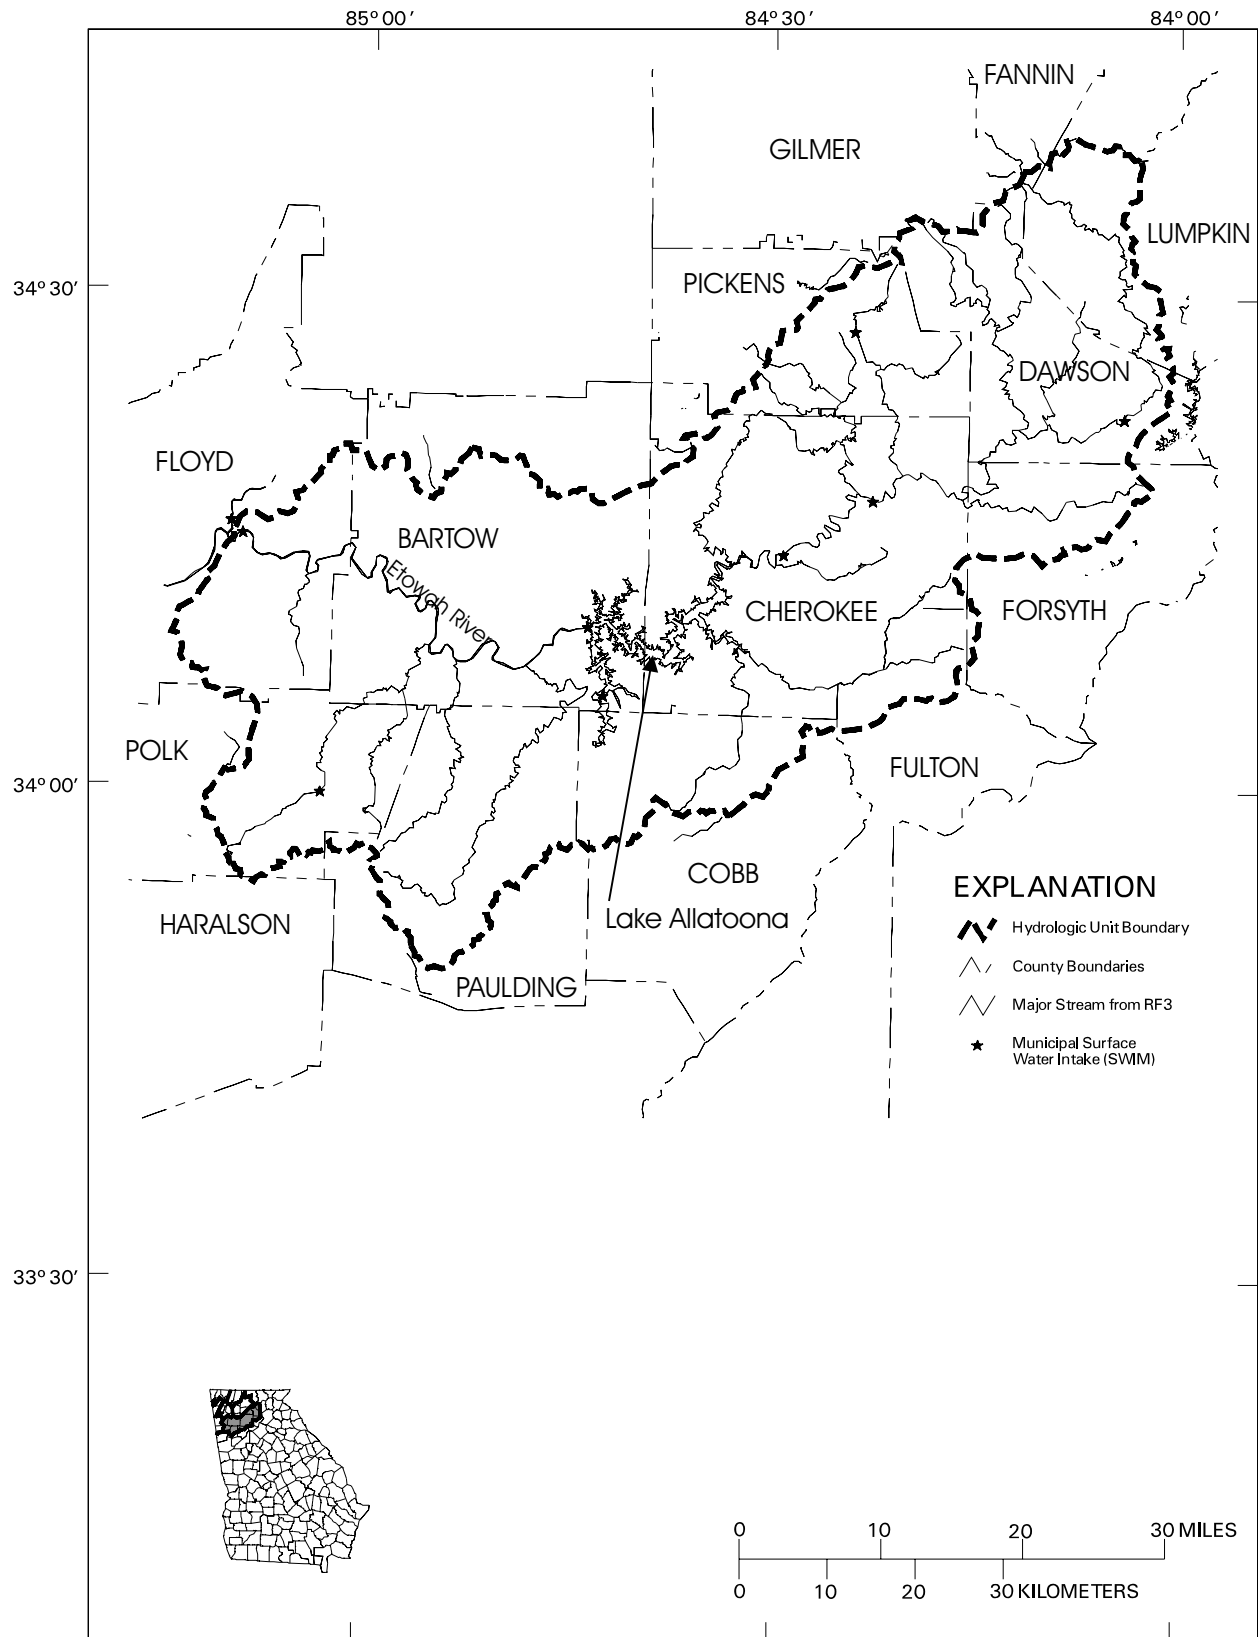 85° 00′
84° 30′
84° 00′
FANNIN
GILMER
LUMPKIN
PICKENS
34° 30′
DAWSON
FLOYD
BARTOW
Etowah River
CHEROKEE
FORSYTH
POLK
34° 00′
FULTON
COBB
HARALSON
Lake Allatoona
PAULDING
EXPLANATION
Hydrologic Unit Boundary
County Boundaries
Major Stream from RF3
Municipal Surface
Water Intake (SWIM)
33° 30′
0 10 20 30 MILES
0 10 20 30 KILOMETERS